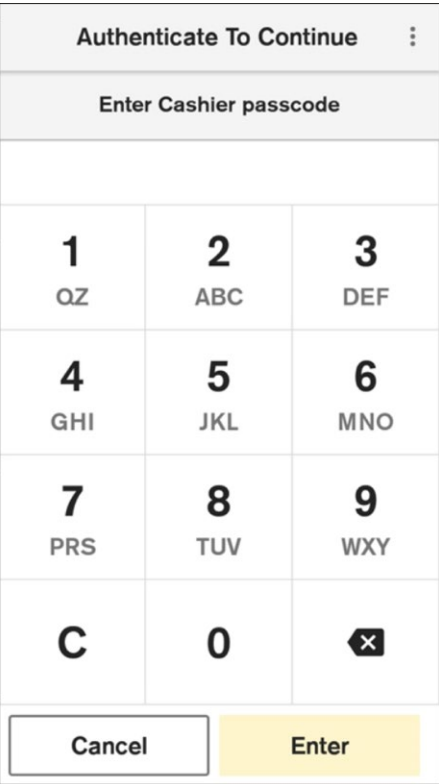 Authenticate To Continue
Enter Cashier passcode
1 2 3
QZ ABC DEF
4 5 6
GHI JKL MNO
7 8 9
PRS TUV WXY
C 0
Cancel Enter